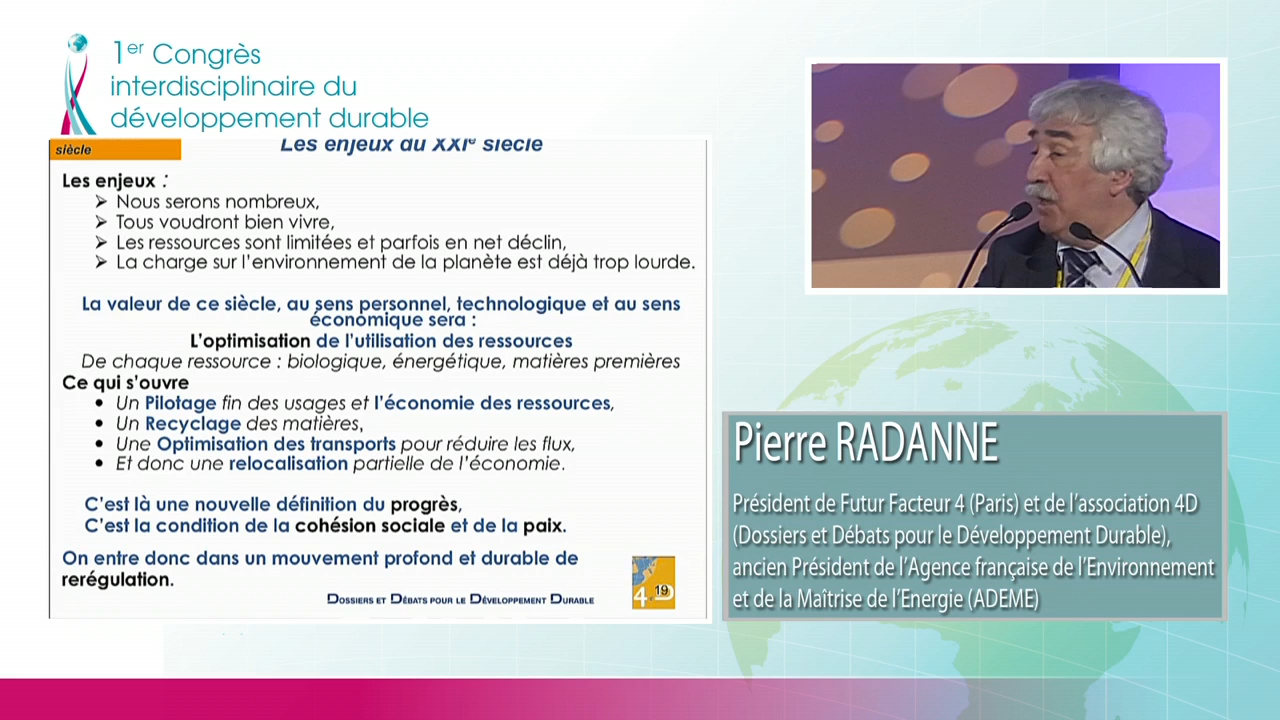 1er Congrès
interdisciplinaire du
développement durable
siècle
Les enjeux du XXIe siècle
Les enjeux :
➢ Nous serons nombreux,
➢ Tous voudront bien vivre,
➢ Les ressources sont limitées et parfois en net déclin,
➢ La charge sur l'environnement de la planète est déjà trop lourde.
La valeur de ce siècle, au sens personnel, technologique et au sens
économique sera :
L'optimisation de l'utilisation des ressources
De chaque ressource : biologique, énergétique, matières premières
Ce qui s'ouvre
• Un Pilotage fin des usages et l'économie des ressources,
• Un Recyclage des matières,
• Une Optimisation des transports pour réduire les flux,
• Et donc une relocalisation partielle de l'économie.
C'est là une nouvelle définition du progrès,
C'est la condition de la cohésion sociale et de la paix.
On entre donc dans un mouvement profond et durable de
rerégulation.
Dossiers et Débats pour le Développement Durable
4D
19
Pierre RADANNE
Président de Futur Facteur 4 (Paris) et de l'association 4D
(Dossiers et Débats pour le Développement Durable),
ancien Président de l'Agence française de l'Environnement
et de la Maîtrise de l'Energie (ADEME)